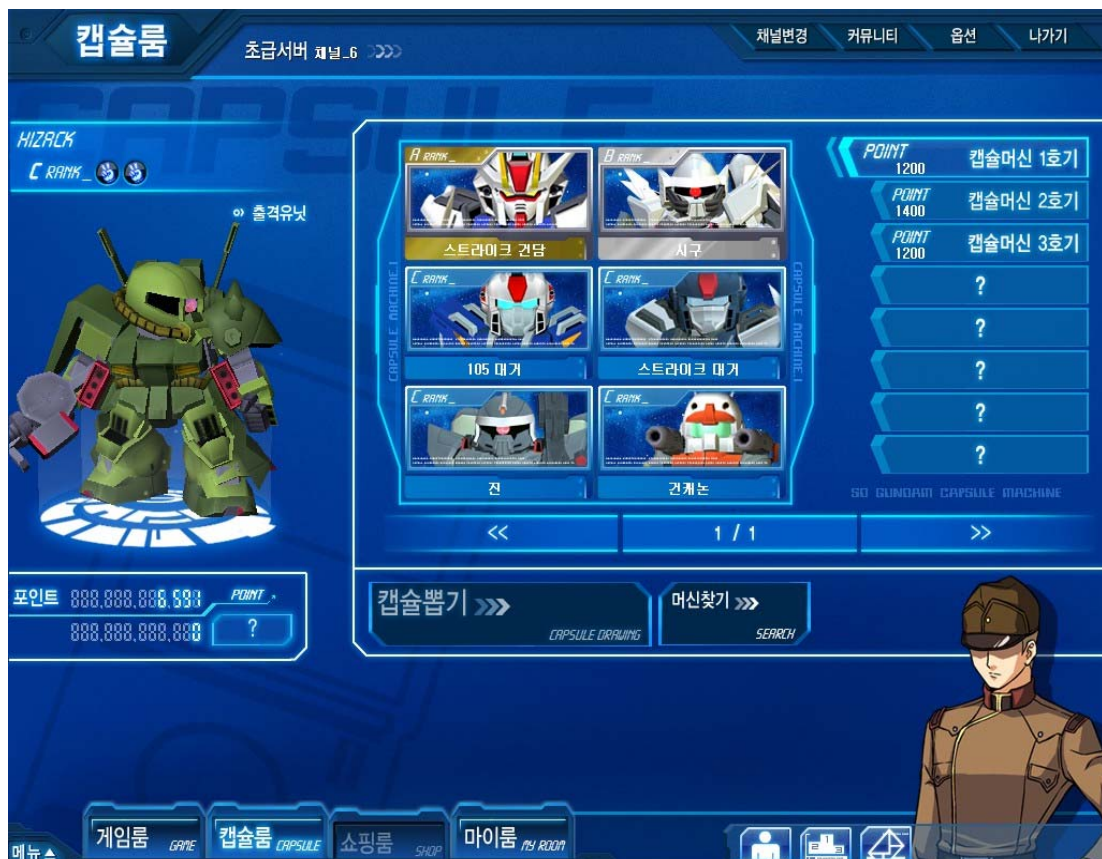 캡슐룸
초급서버 채널_6
채널변경 커뮤니티 옵션 나가기
CAPSULE
HIZACK
C RANK_
출격유닛
A RANK_
스트라이크 건담
B RANK_
시구
C RANK_
105 대거
C RANK_
스트라이크 대거
C RANK_
진
C RANK_
건캐논
CAPSULE MACHINE.1
CAPSULE MACHINE.1
POINT 1200 캡슐머신 1호기
POINT 1400 캡슐머신 2호기
POINT 1200 캡슐머신 3호기
?
?
?
?
?
SD GUNDAM CAPSULE MACHINE
<< 1 / 1 >>
포인트 6,591 POINT
0 ?
캡슐뽑기 >>>
CAPSULE DRAWING
머신찾기 >>>
SEARCH
메뉴▲
게임룸 GAME
캡슐룸 CAPSULE
쇼핑룸 SHOP
마이룸 MY ROOM